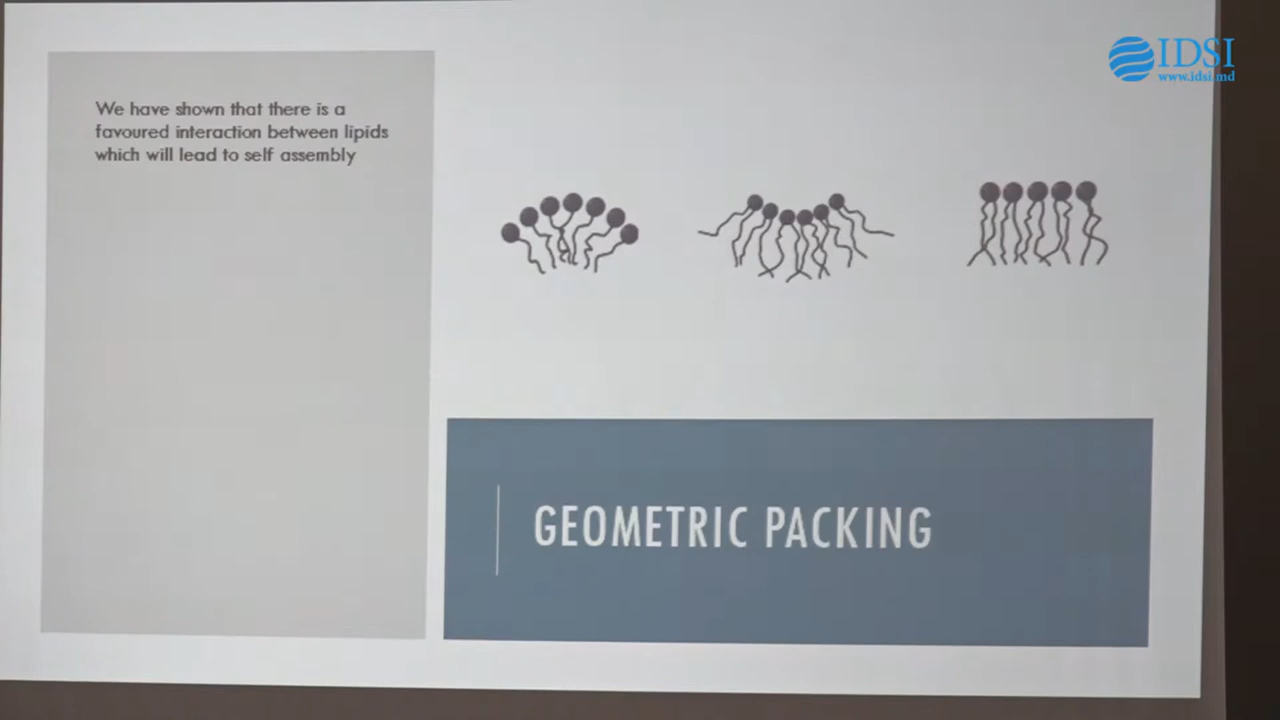 IDSI
www.idsi.md
We have shown that there is a
favoured interaction between lipids
which will lead to self assembly
GEOMETRIC PACKING